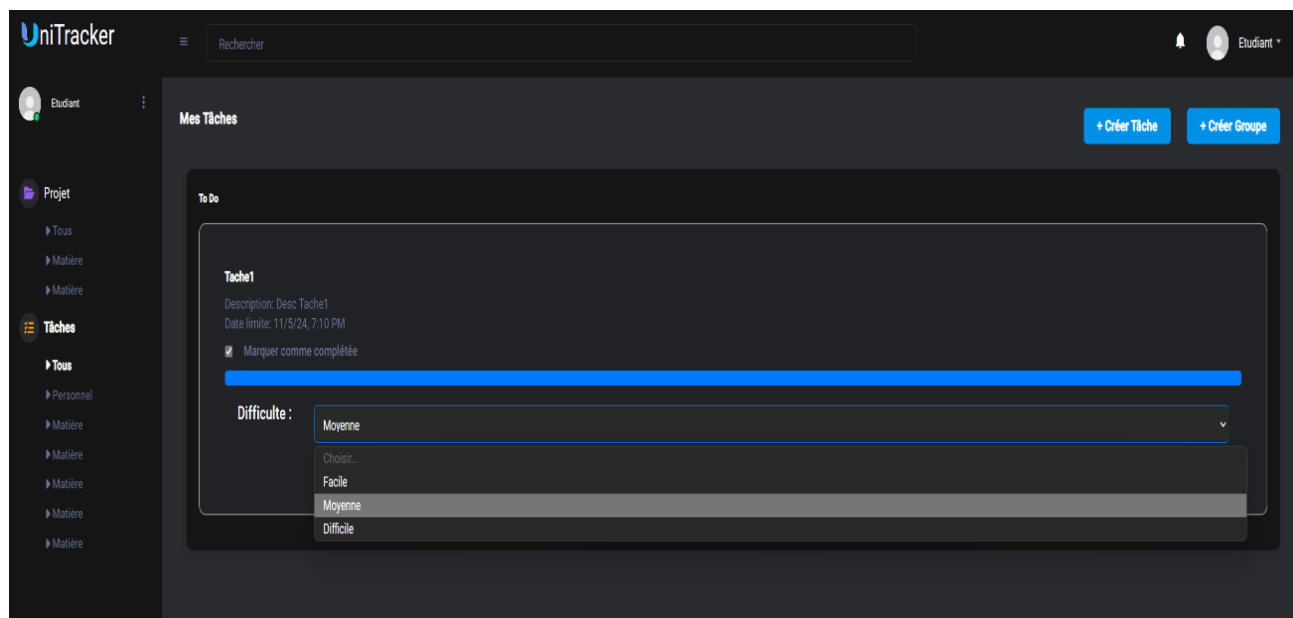 UniTracker
Rechercher
Etudiant
Etudiant
Projet
Tous
Matière
Matière
Tâches
Tous
Personnel
Matière
Matière
Matière
Matière
Matière
Mes Tâches
+ Créer Tâche
+ Créer Groupe
To Do
Tache1
Description: Desc Tache1
Date limite: 11/5/24, 7:10 PM
Marquer comme complétée
Difficulte :
Moyenne
Choisir...
Facile
Moyenne
Difficile